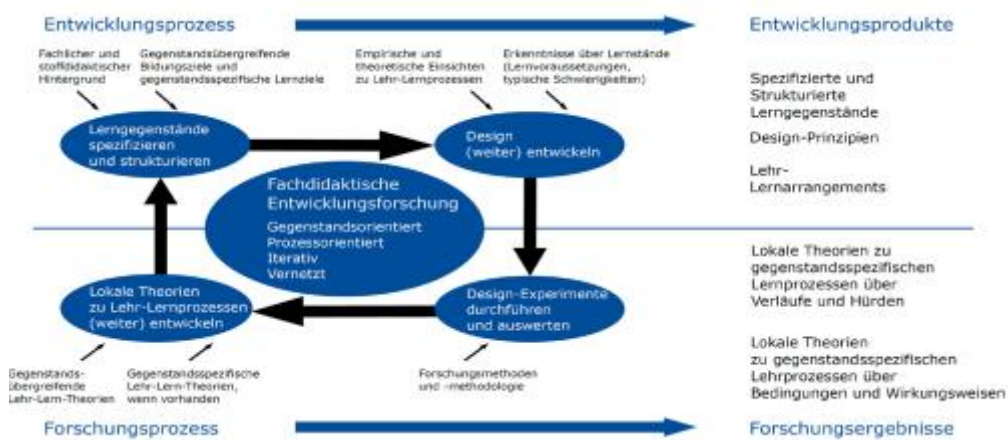 Entwicklungsprozess
Entwicklungsprodukte
Fachlicher und
stoffdidaktischer
Hintergrund
Gegenstandsübergreifende
Bildungsziele und
gegenstandsspezifische Lernziele
Empirische und
theoretische Einsichten
zu Lehr-Lernprozessen
Erkenntnisse über Lernstände
(Lernvoraussetzungen,
typische Schwierigkeiten)
Lerngegenstände
spezifizieren
und strukturieren
Design
(weiter) entwickeln
Spezifizierte und
Strukturierte
Lerngegenstände
Design-Prinzipien
Lehr-
Lernarrangements
Fachdidaktische
Entwicklungsforschung
Gegenstandsorientiert
Prozessorientiert
Iterativ
Vernetzt
Lokale Theorien
zu Lehr-Lernprozessen
(weiter) entwickeln
Design-Experimente
durchführen
und auswerten
Lokale Theorien zu
gegenstandsspezifischen
Lernprozessen über
Verläufe und Hürden
Gegenstands-
übergreifende
Lehr-Lern-Theorien
Gegenstandsspezifische
Lehr-Lern-Theorien,
wenn vorhanden
Forschungsmethoden
und -methodologie
Lokale Theorien
zu gegenstandsspezifischen
Lehrprozessen über
Bedingungen und Wirkungsweisen
Forschungsprozess
Forschungsergebnisse